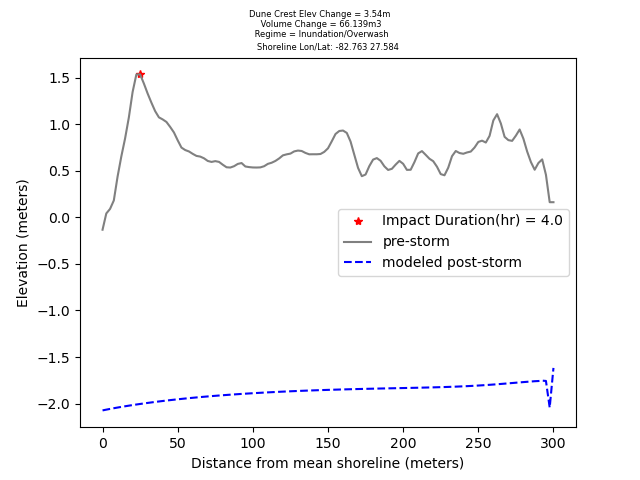 Dune Crest Elev Change = 3.54m
Volume Change = 66.139m3
Regime = Inundation/Overwash
Shoreline Lon/Lat: -82.763 27.584
1.5
1.0
0.5
0.0
−0.5
−1.0
−1.5
−2.0
Elevation (meters)
Impact Duration(hr) = 4.0
pre-storm
modeled post-storm
0 50 100 150 200 250 300
Distance from mean shoreline (meters)